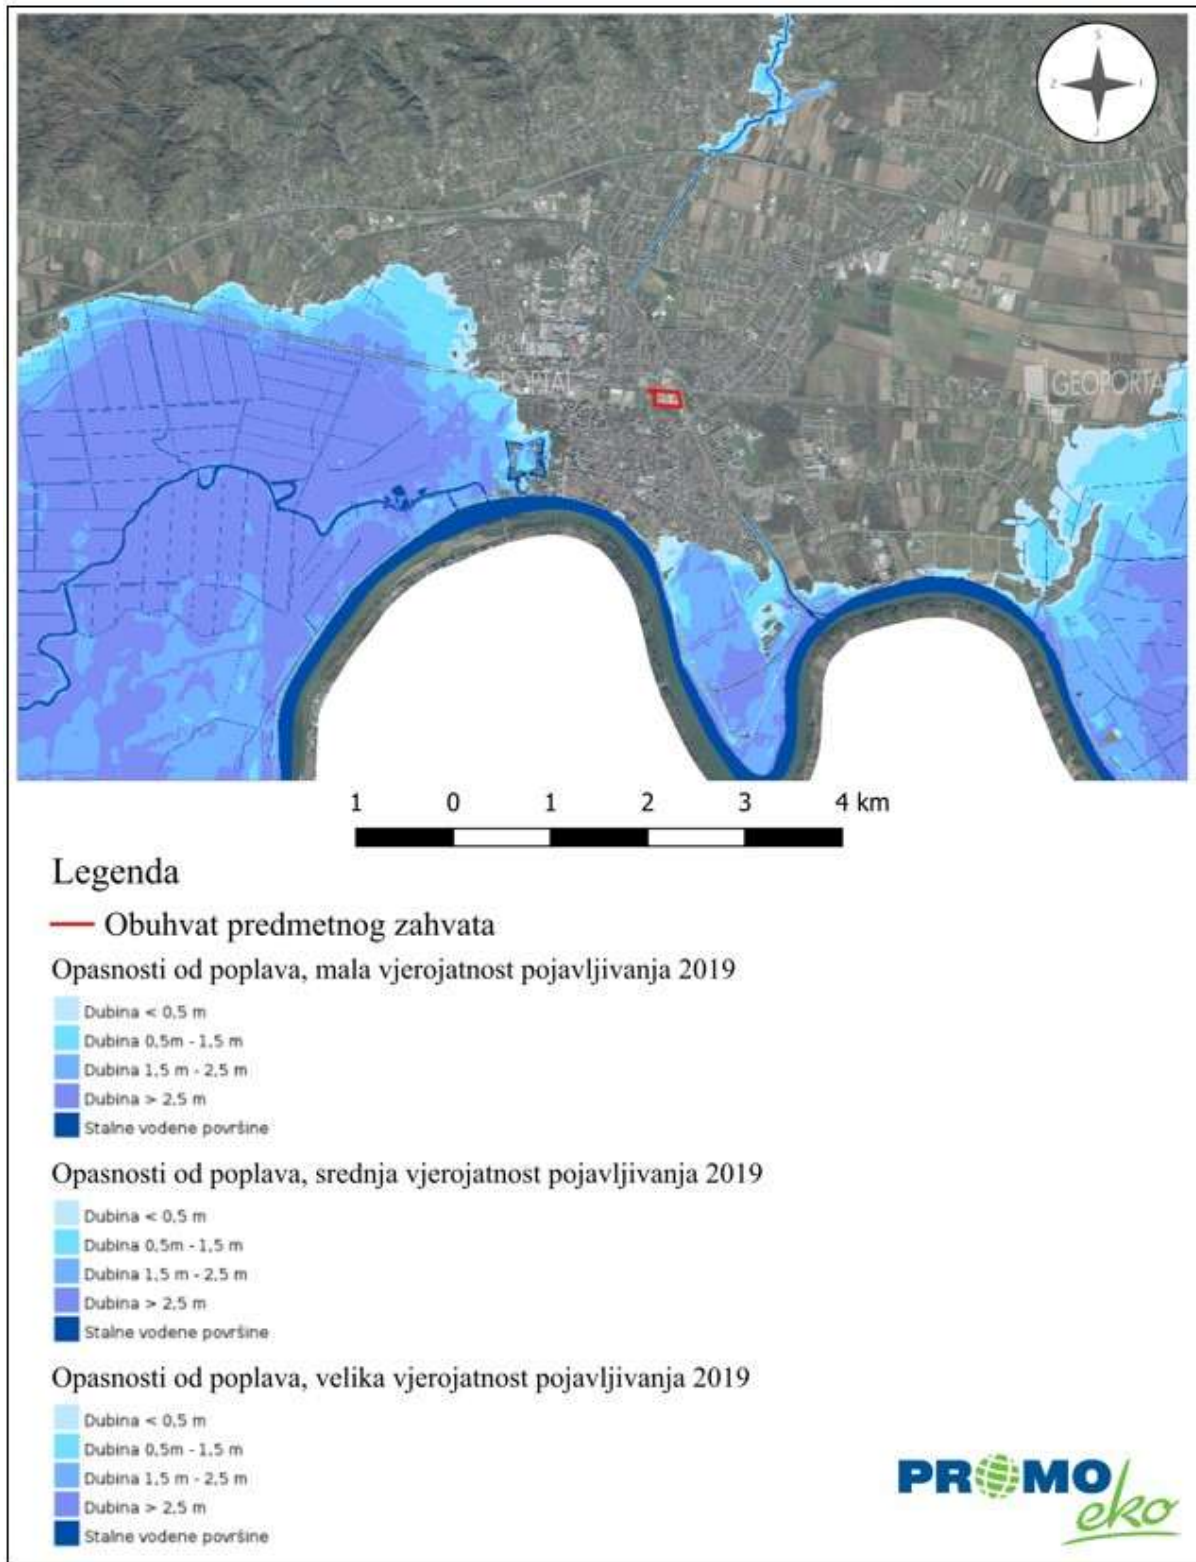 S
Z I
J
GEOPORTAL
GEOPORTAL
1 0 1 2 3 4 km
Legenda
Obuhvat predmetnog zahvata
Opasnosti od poplava, mala vjerojatnost pojavljivanja 2019
Dubina < 0,5 m
Dubina 0,5m - 1,5 m
Dubina 1,5 m - 2,5 m
Dubina > 2,5 m
Stalne vodene površine
Opasnosti od poplava, srednja vjerojatnost pojavljivanja 2019
Dubina < 0,5 m
Dubina 0,5m - 1,5 m
Dubina 1,5 m - 2,5 m
Dubina > 2,5 m
Stalne vodene površine
Opasnosti od poplava, velika vjerojatnost pojavljivanja 2019
Dubina < 0,5 m
Dubina 0,5m - 1,5 m
Dubina 1,5 m - 2,5 m
Dubina > 2,5 m
Stalne vodene površine
PROMO
eko